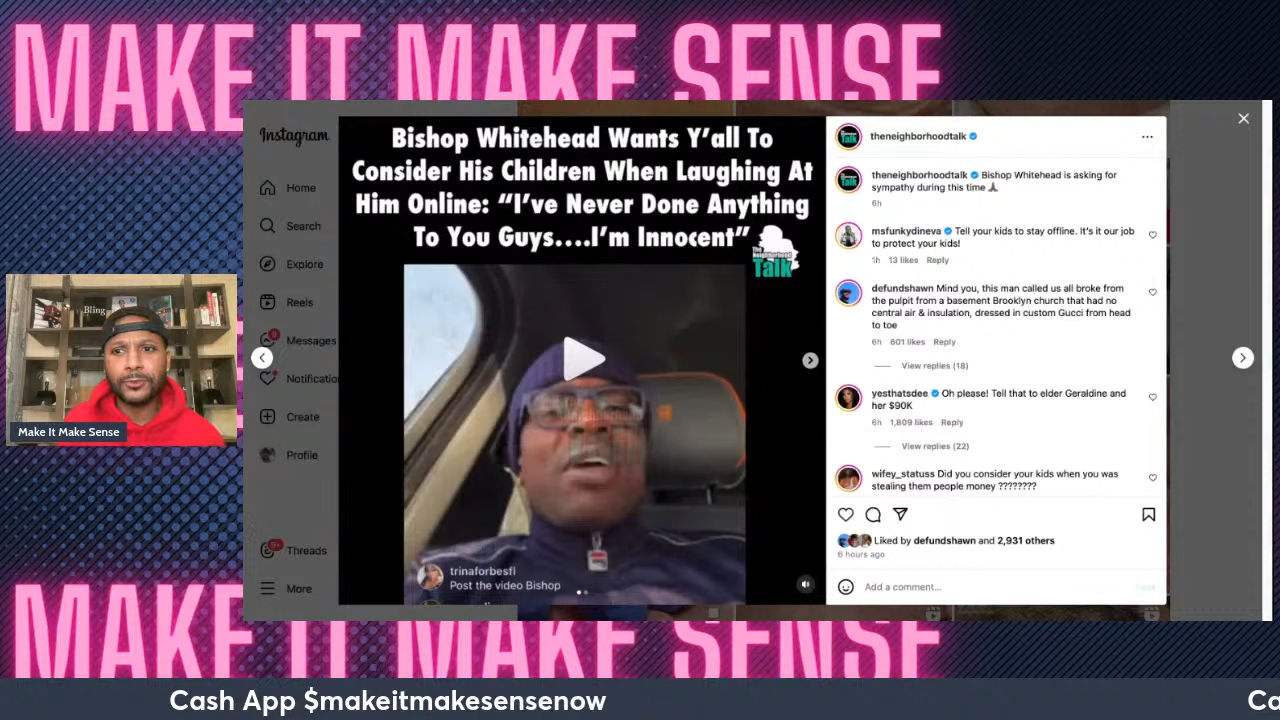 MAKE IT MAKE SENSE
Instagram
Home
Search
Explore
Reels
Messages
Notificatio
Create
Profile
9+
Threads
More
Bling
Make It Make Sense
Bishop Whitehead Wants Y'all To
Consider His Children When Laughing At
Him Online: "I've Never Done Anything
To You Guys....I'm Innocent"
The
Neighborhood
Talk
trinaforbesfl
Post the video Bishop
theneighborhoodtalk
theneighborhoodtalk Bishop Whitehead is asking for
sympathy during this time 🙏🏾
6h
msfunkydineva Tell your kids to stay offline. It's it our job
to protect your kids!
1h 13 likes Reply
defundshawn Mind you, this man called us all broke from
the pulpit from a basement Brooklyn church that had no
central air & insulation, dressed in custom Gucci from head
to toe
6h 601 likes Reply
View replies (18)
yesthatsdee Oh please! Tell that to elder Geraldine and
her $90K
6h 1,809 likes Reply
View replies (22)
wifey_statuss Did you consider your kids when you was
stealing them people money ????????
Liked by defundshawn and 2,931 others
6 hours ago
Add a comment...
Post
MAKE IT MAKE SENSE
Cash App $makeitmakesensenow
Ca